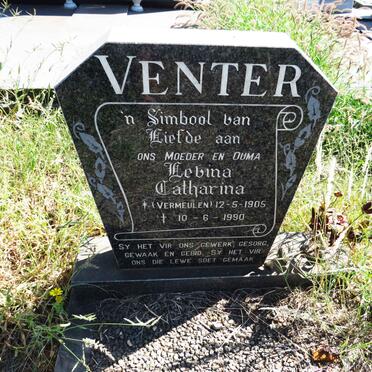 VENTER
'n Simbool van
Liefde aan
ONS MOEDER EN OUMA
Lebina
Catharina
(VERMEULEN) 12-5-1905
† 10-6-1990
SY HET VIR ONS GEWERK, GESORG,
GEWAAK EN GEBID. SY HET VIR
ONS DIE LEWE SOET GEMAAK